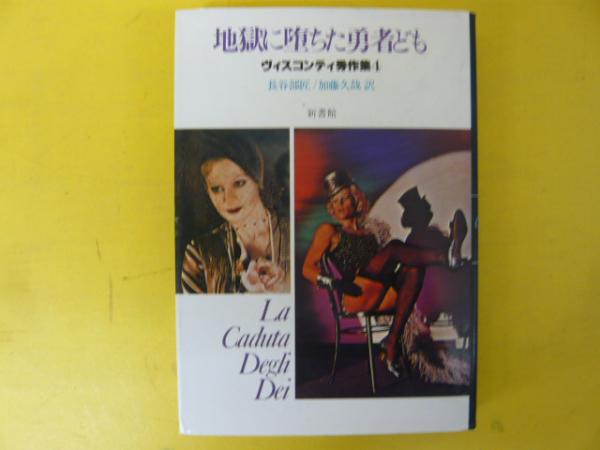 地獄に堕ちた勇者ども
ヴィスコンティ秀作集4
長谷部匠/加藤久哉 訳
新書館
La
Caduta
Degli
Dei